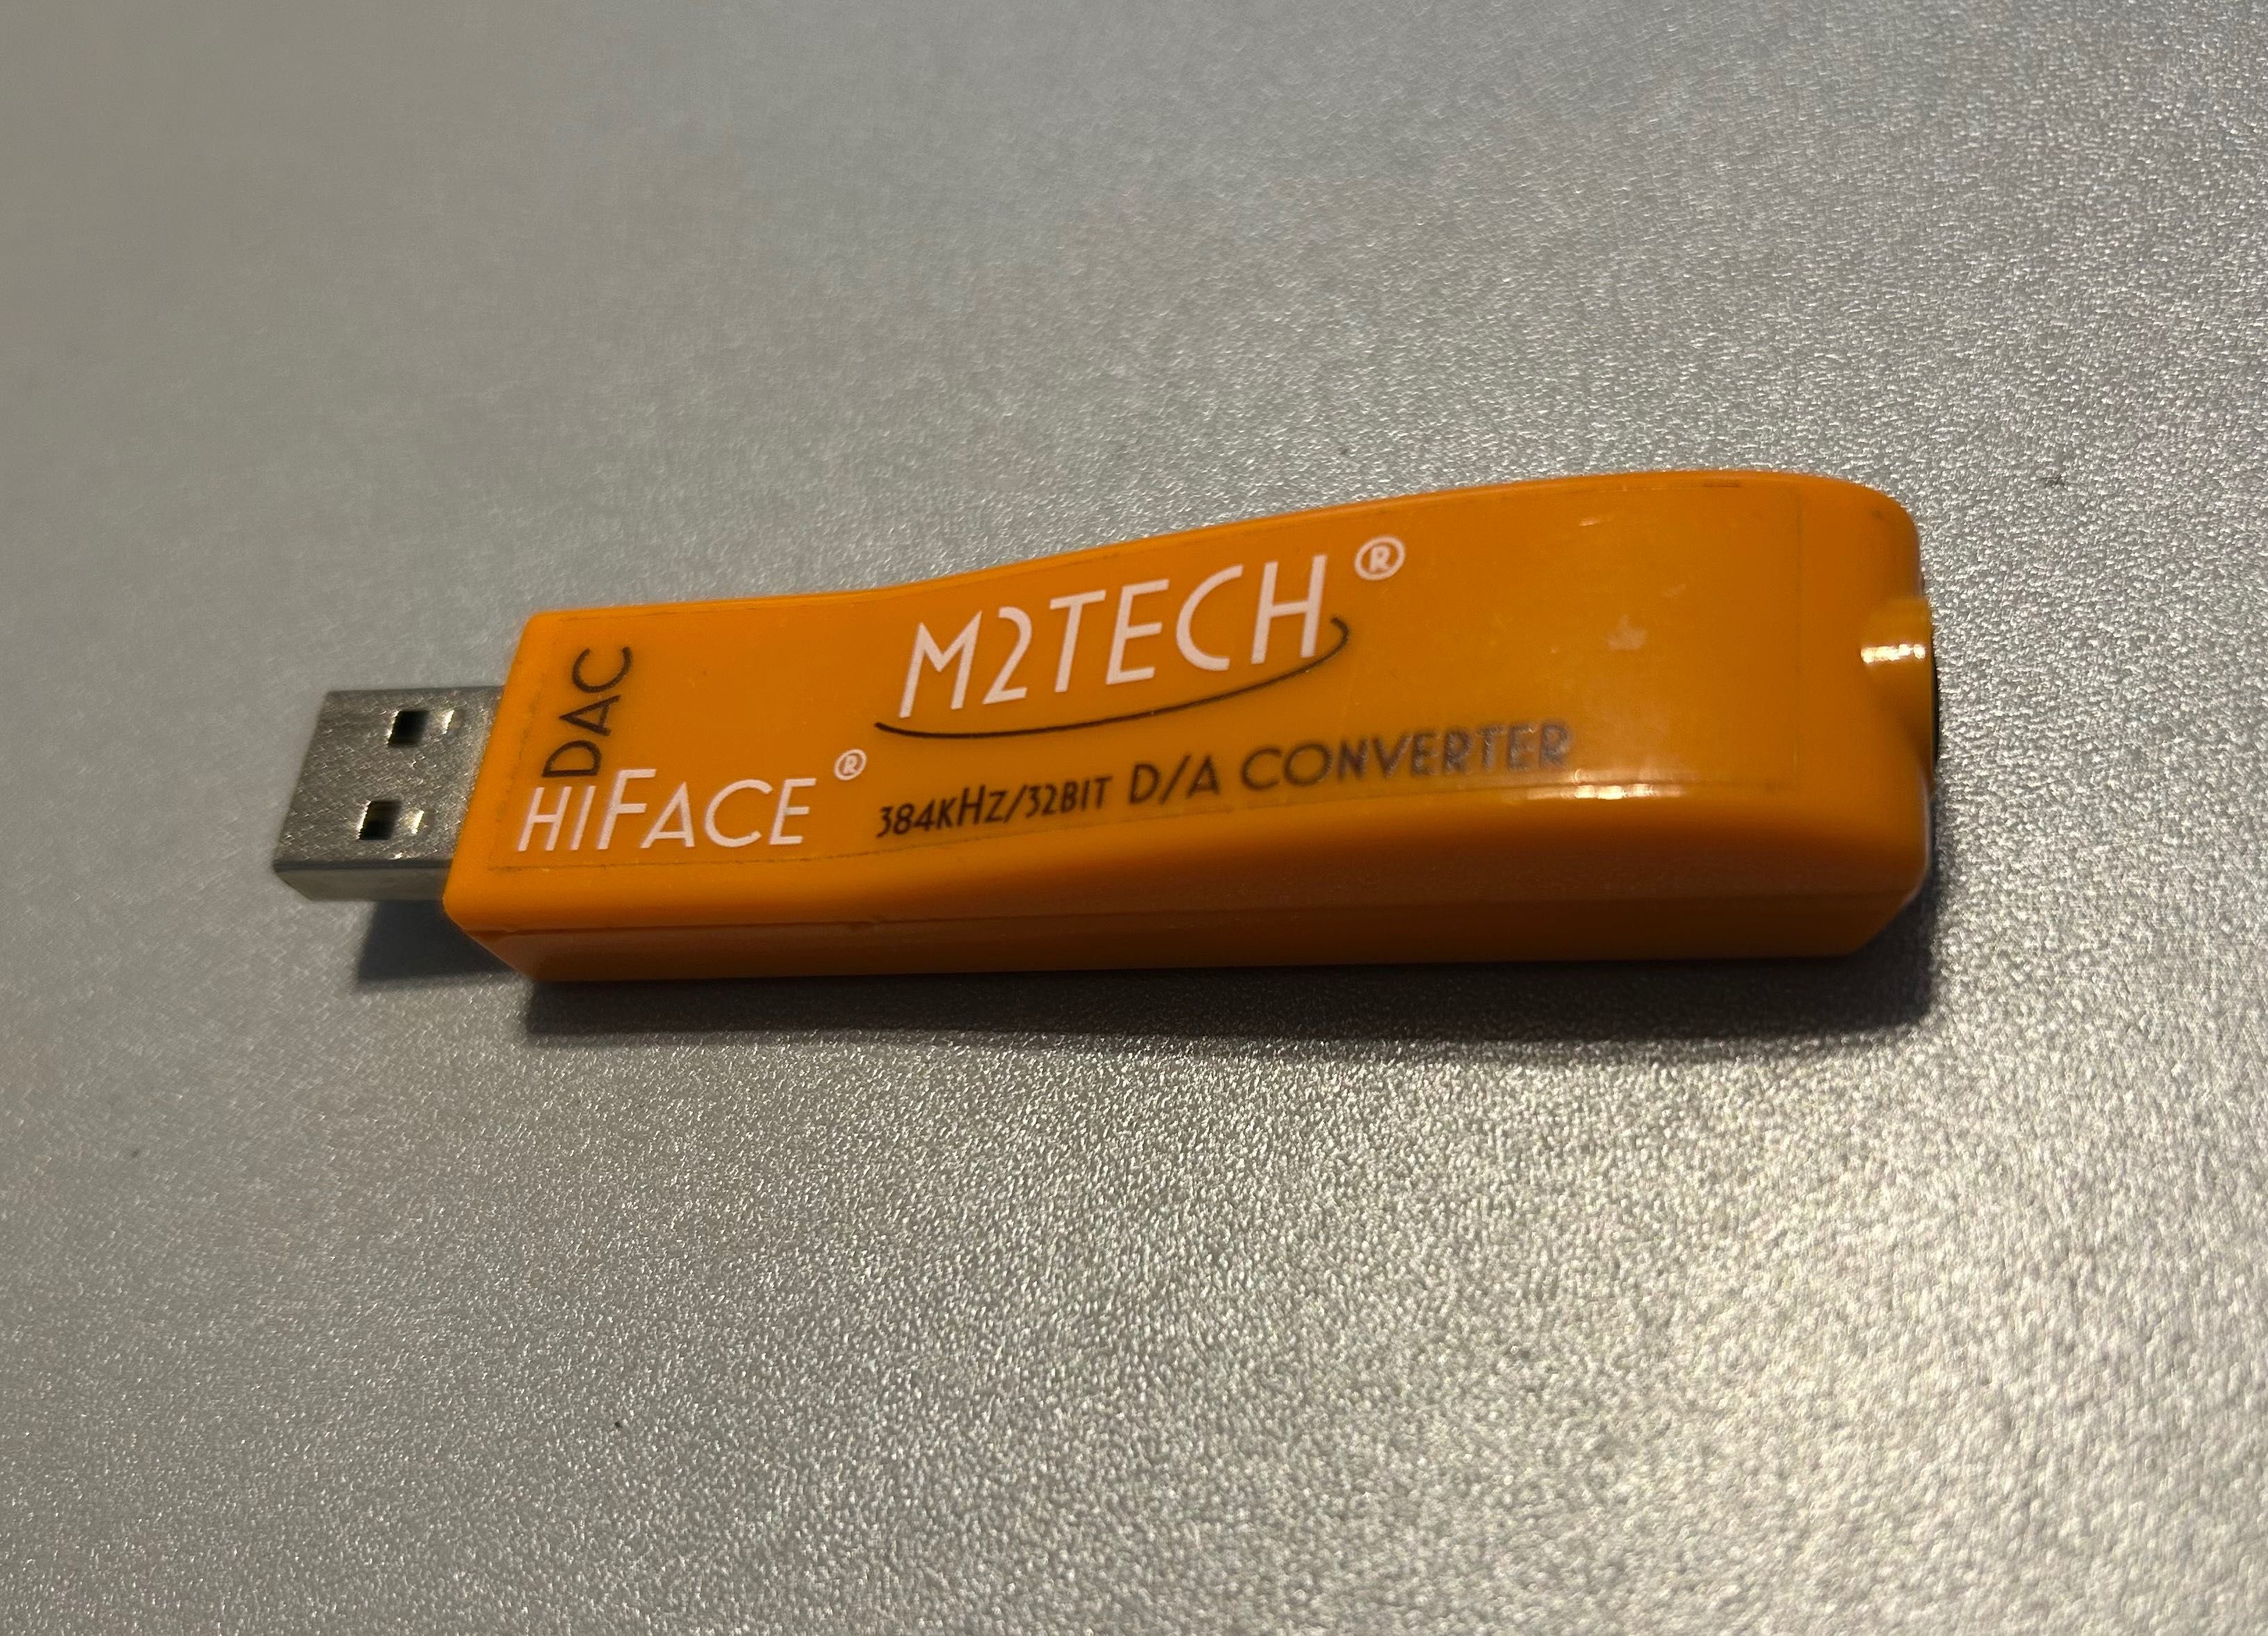 M2TECH®
DAC
HIFACE®
384KHZ/32BIT D/A CONVERTER